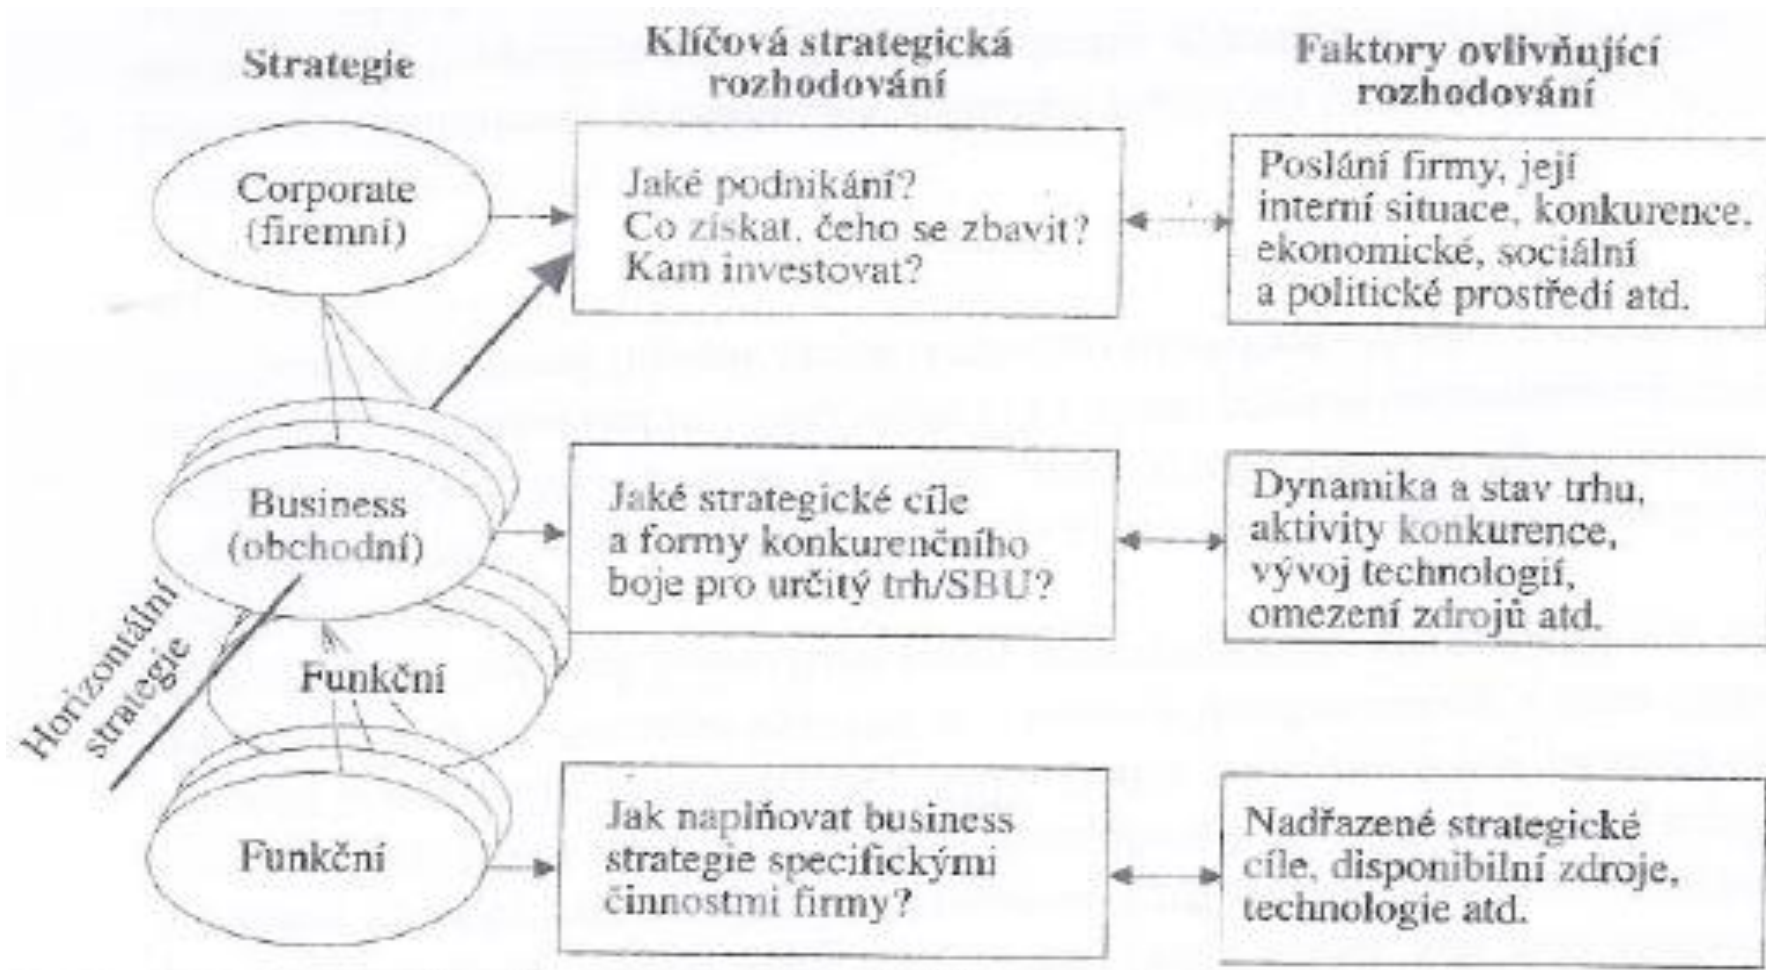 Strategie
Klíčová strategická
rozhodování
Faktory ovlivňující
rozhodování
Corporate
(firemní)
Jaké podnikání?
Co získat, čeho se zbavit?
Kam investovat?
Poslání firmy, její
interní situace, konkurence,
ekonomické, sociální
a politické prostředí atd.
Business
(obchodní)
Jaké strategické cíle
a formy konkurenčního
boje pro určitý trh/SBU?
Dynamika a stav trhu,
aktivity konkurence,
vývoj technologií,
omezení zdrojů atd.
Horizontální
strategie
Funkční
Funkční
Jak naplňovat business
strategie specifickými
činnostmi firmy?
Nadřazené strategické
cíle, disponibilní zdroje,
technologie atd.